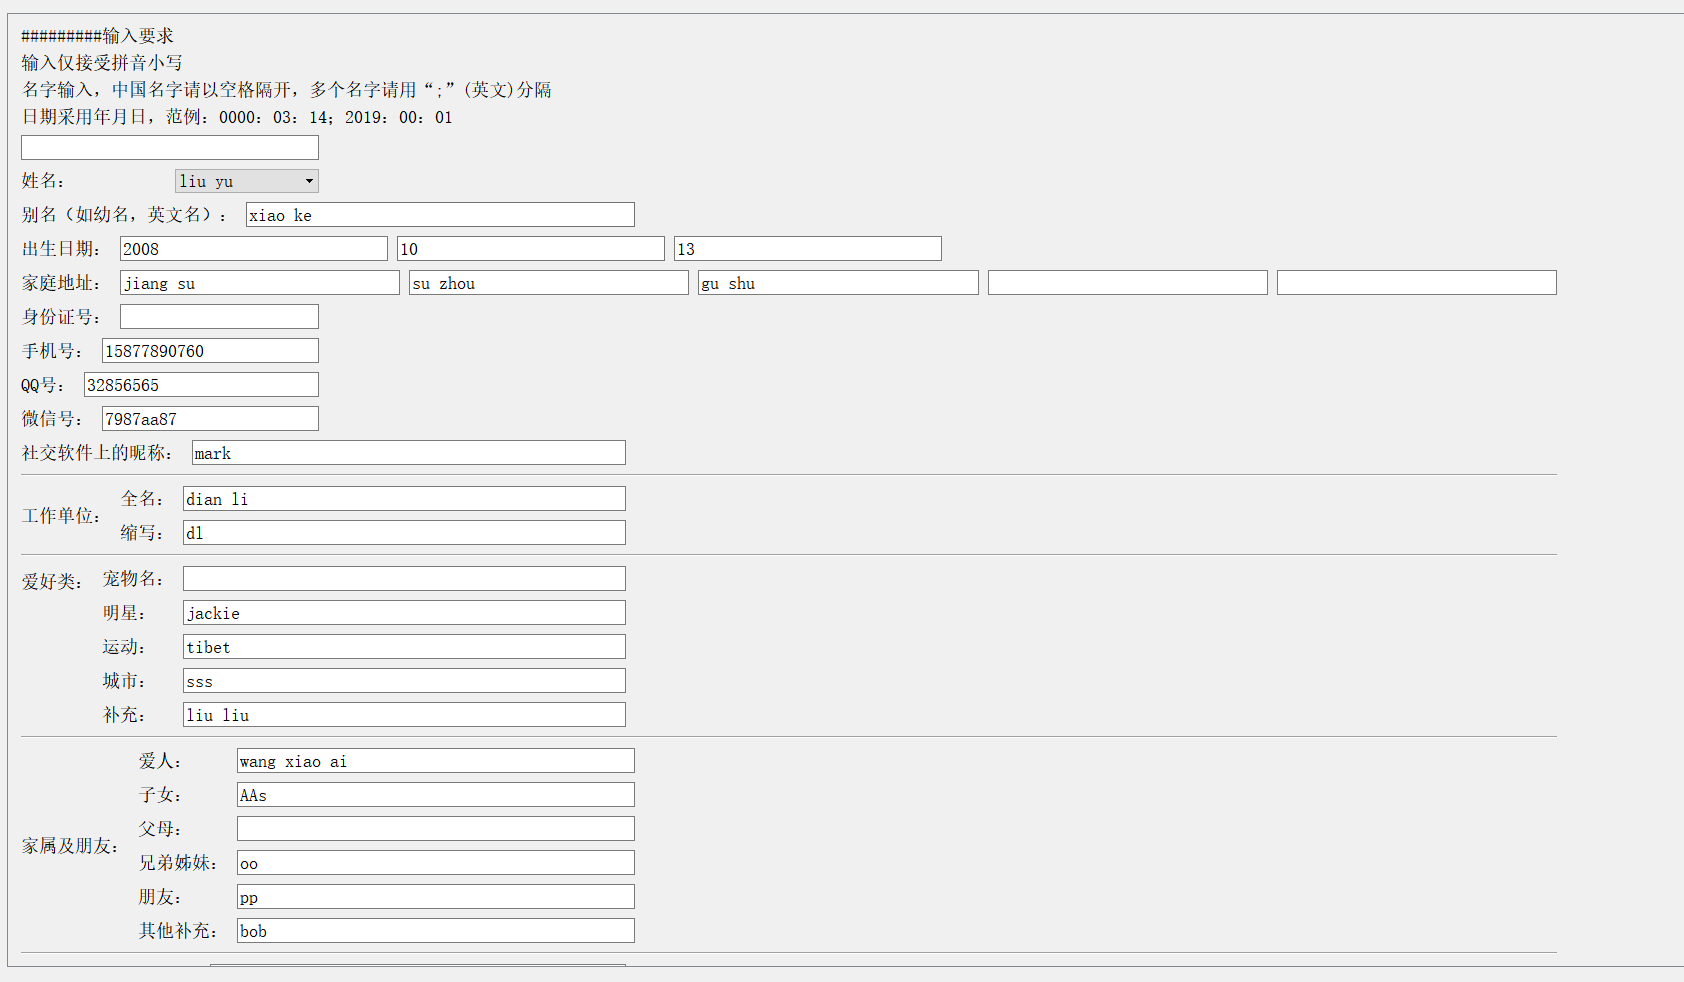 #########输入要求
输入仅接受拼音小写
名字输入，中国名字请以空格隔开，多个名字请用“;”(英文)分隔
日期采用年月日，范例：0000：03：14；2019：00：01
姓名： liu yu
别名（如幼名，英文名）： xiao ke
出生日期： 2008 10 13
家庭地址： jiang su su zhou gu shu
身份证号：
手机号： 15877890760
QQ号： 32856565
微信号： 7987aa87
社交软件上的昵称： mark
工作单位：
全名： dian li
缩写： dl
爱好类：
宠物名：
明星： jackie
运动： tibet
城市： sss
补充： liu liu
家属及朋友：
爱人： wang xiao ai
子女： AAs
父母：
兄弟姊妹： oo
朋友： pp
其他补充： bob